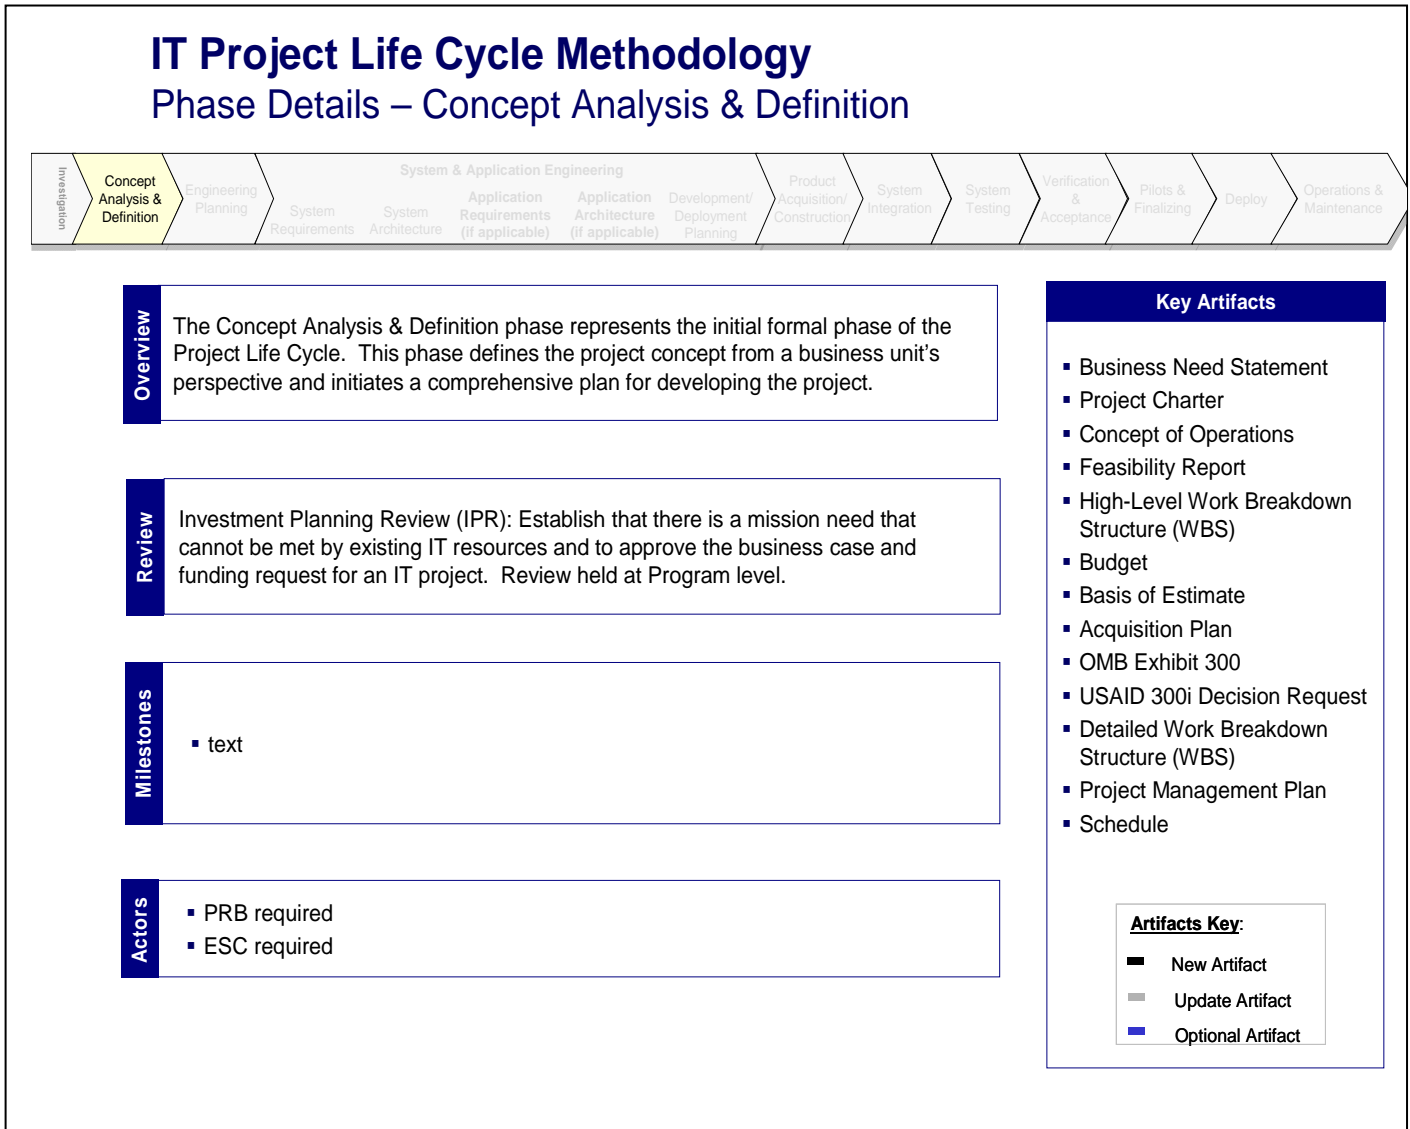 IT Project Life Cycle Methodology
Phase Details – Concept Analysis & Definition
Investigation
Concept
Analysis &
Definition
Engineering
Planning
System & Application Engineering
System
Requirements
System
Architecture
Application
Requirements
(if applicable)
Application
Architecture
(if applicable)
Development/
Deployment
Planning
Product
Acquisition/
Construction
System
Integration
System
Testing
Verification
&
Acceptance
Pilots &
Finalizing
Deploy
Operations &
Maintenance
Overview
The Concept Analysis & Definition phase represents the initial formal phase of the
Project Life Cycle. This phase defines the project concept from a business unit's
perspective and initiates a comprehensive plan for developing the project.
Review
Investment Planning Review (IPR): Establish that there is a mission need that
cannot be met by existing IT resources and to approve the business case and
funding request for an IT project. Review held at Program level.
Milestones
▪ text
Actors
▪ PRB required
▪ ESC required
Key Artifacts
▪ Business Need Statement
▪ Project Charter
▪ Concept of Operations
▪ Feasibility Report
▪ High-Level Work Breakdown
Structure (WBS)
▪ Budget
▪ Basis of Estimate
▪ Acquisition Plan
▪ OMB Exhibit 300
▪ USAID 300i Decision Request
▪ Detailed Work Breakdown
Structure (WBS)
▪ Project Management Plan
▪ Schedule
Artifacts Key:
New Artifact
Update Artifact
Optional Artifact